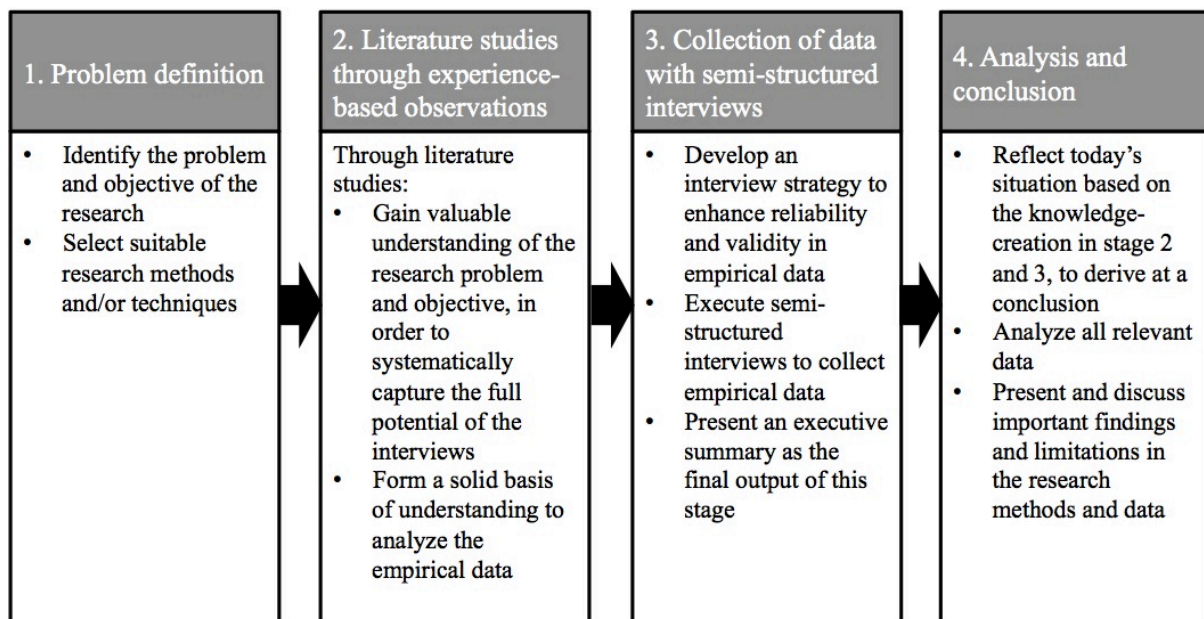 1. Problem definition
• Identify the problem
and objective of the
research
• Select suitable
research methods
and/or techniques
2. Literature studies
through experience-
based observations
Through literature
studies:
• Gain valuable
understanding of the
research problem
and objective, in
order to
systematically
capture the full
potential of the
interviews
• Form a solid basis
of understanding to
analyze the
empirical data
3. Collection of data
with semi-structured
interviews
• Develop an
interview strategy to
enhance reliability
and validity in
empirical data
• Execute semi-
structured
interviews to collect
empirical data
• Present an executive
summary as the
final output of this
stage
4. Analysis and
conclusion
• Reflect today’s
situation based on
the knowledge-
creation in stage 2
and 3, to derive at a
conclusion
• Analyze all relevant
data
• Present and discuss
important findings
and limitations in
the research
methods and data